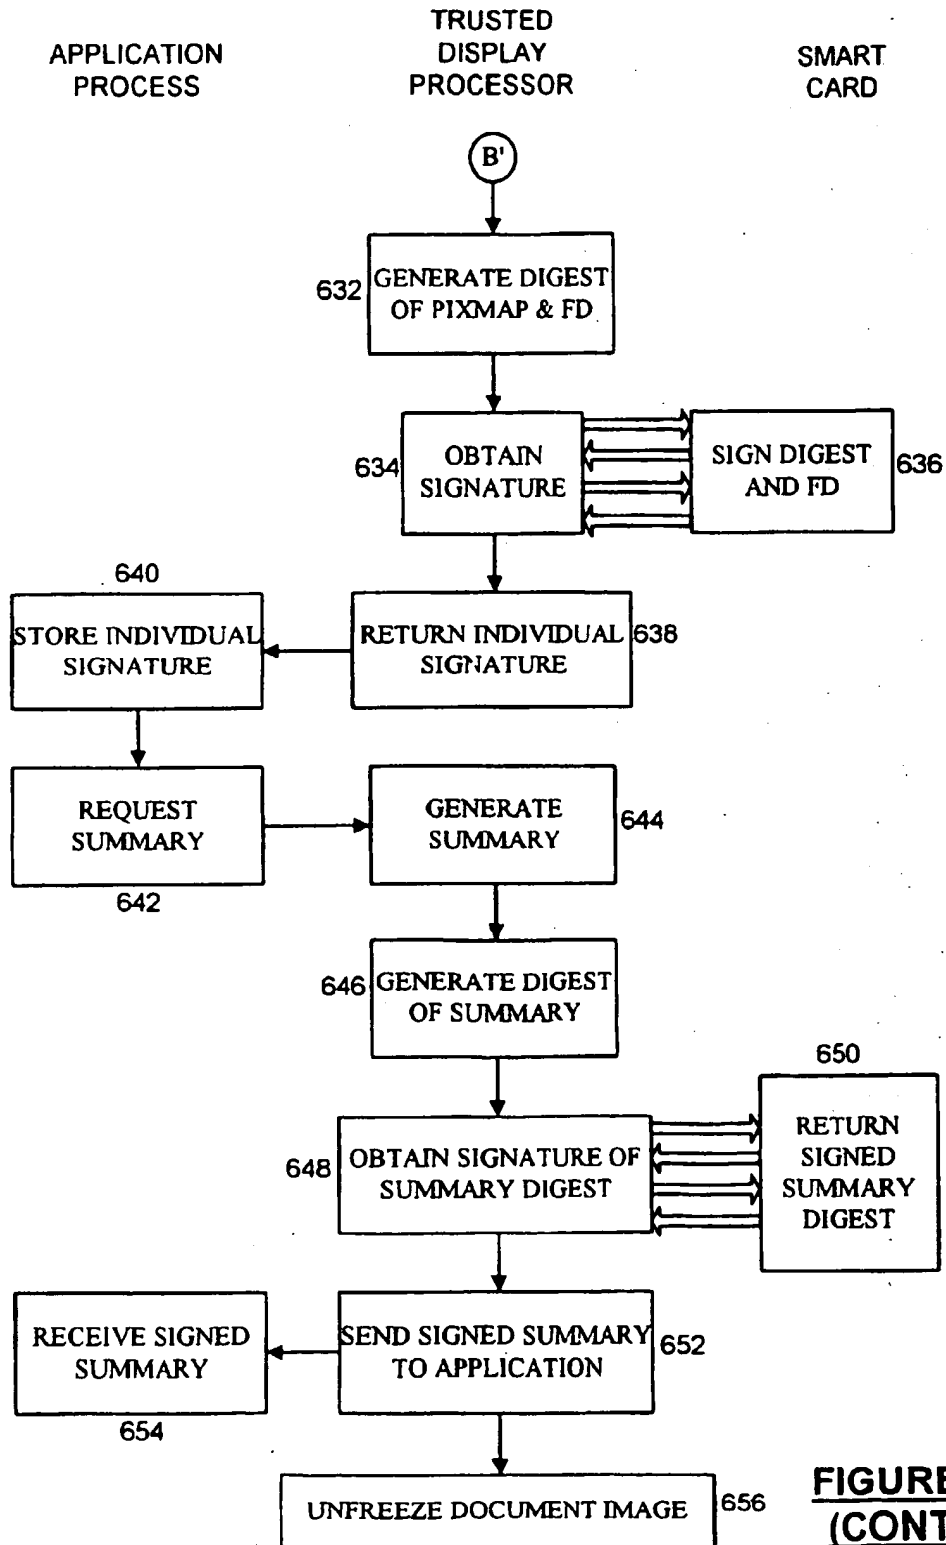 APPLICATION
PROCESS
TRUSTED
DISPLAY
PROCESSOR
SMART
CARD
B'
632
GENERATE DIGEST
OF PIXMAP & FD
634
OBTAIN
SIGNATURE
SIGN DIGEST
AND FD
636
640
STORE INDIVIDUAL
SIGNATURE
RETURN INDIVIDUAL
SIGNATURE
638
REQUEST
SUMMARY
642
GENERATE
SUMMARY
644
646
GENERATE DIGEST
OF SUMMARY
650
648
OBTAIN SIGNATURE OF
SUMMARY DIGEST
RETURN
SIGNED
SUMMARY
DIGEST
RECEIVE SIGNED
SUMMARY
654
SEND SIGNED SUMMARY
TO APPLICATION
652
UNFREEZE DOCUMENT IMAGE
656
FIGURE
(CONT